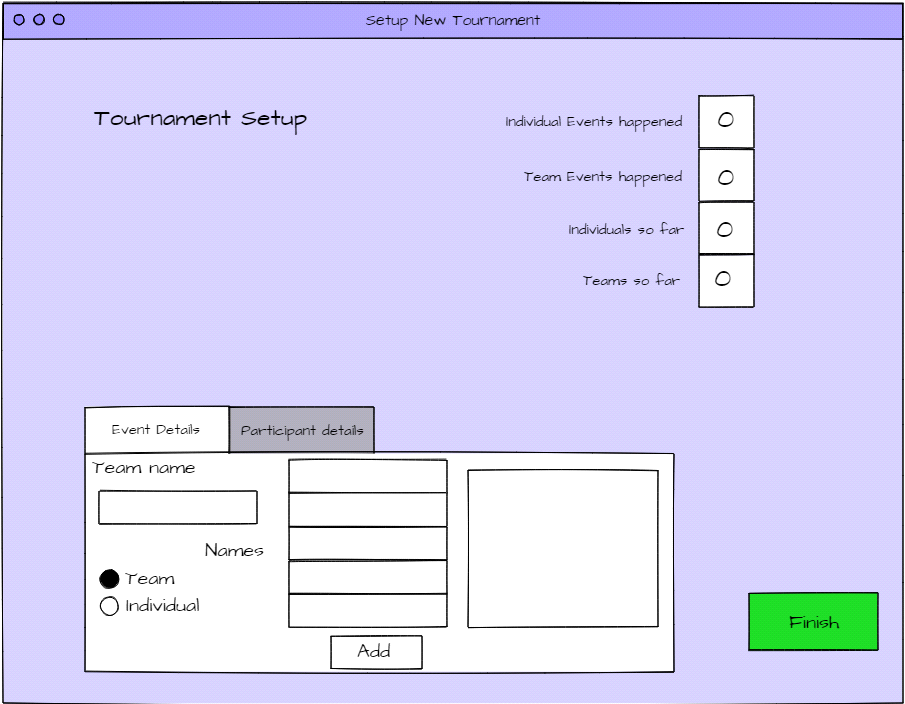 Setup New Tournament
Tournament Setup
Individual Events happened 0
Team Events happened 0
Individuals so far 0
Teams so far 0
Event Details
Participant details
Team name
Names
Team
Individual
Add
Finish